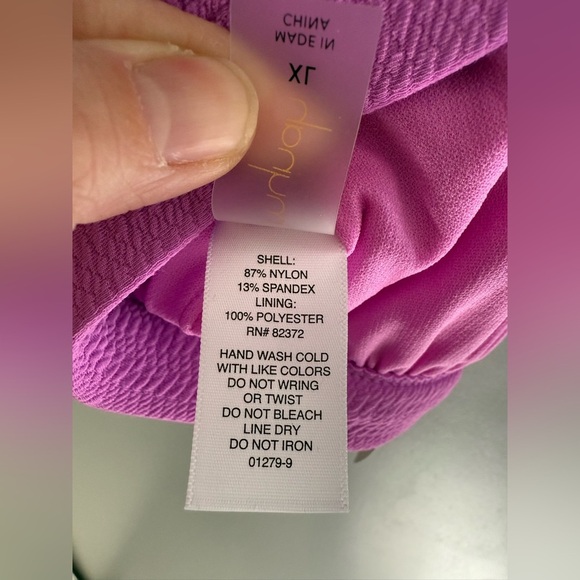 MADE IN
CHINA
XL
SHELL:
87% NYLON
13% SPANDEX
LINING:
100% POLYESTER
RN# 82372
HAND WASH COLD
WITH LIKE COLORS
DO NOT WRING
OR TWIST
DO NOT BLEACH
LINE DRY
DO NOT IRON
01279-9